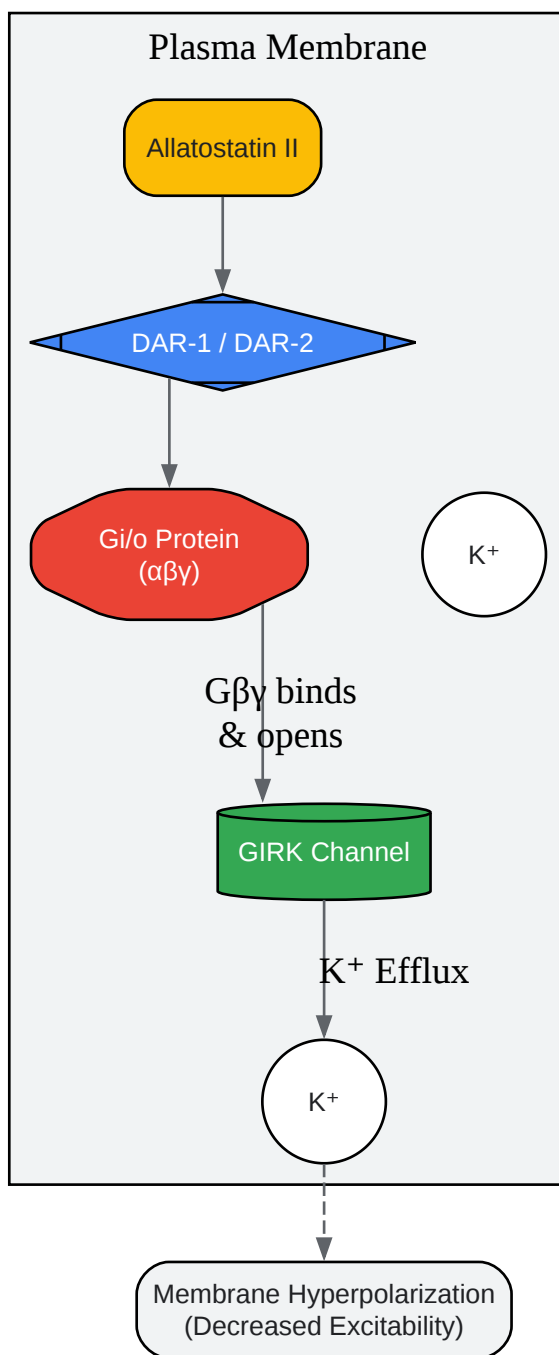 Plasma Membrane
Allatostatin II
DAR-1 / DAR-2
Gi/o Protein
(αβγ)
K⁺
Gβγ binds
& opens
GIRK Channel
K⁺ Efflux
K⁺
Membrane Hyperpolarization
(Decreased Excitability)